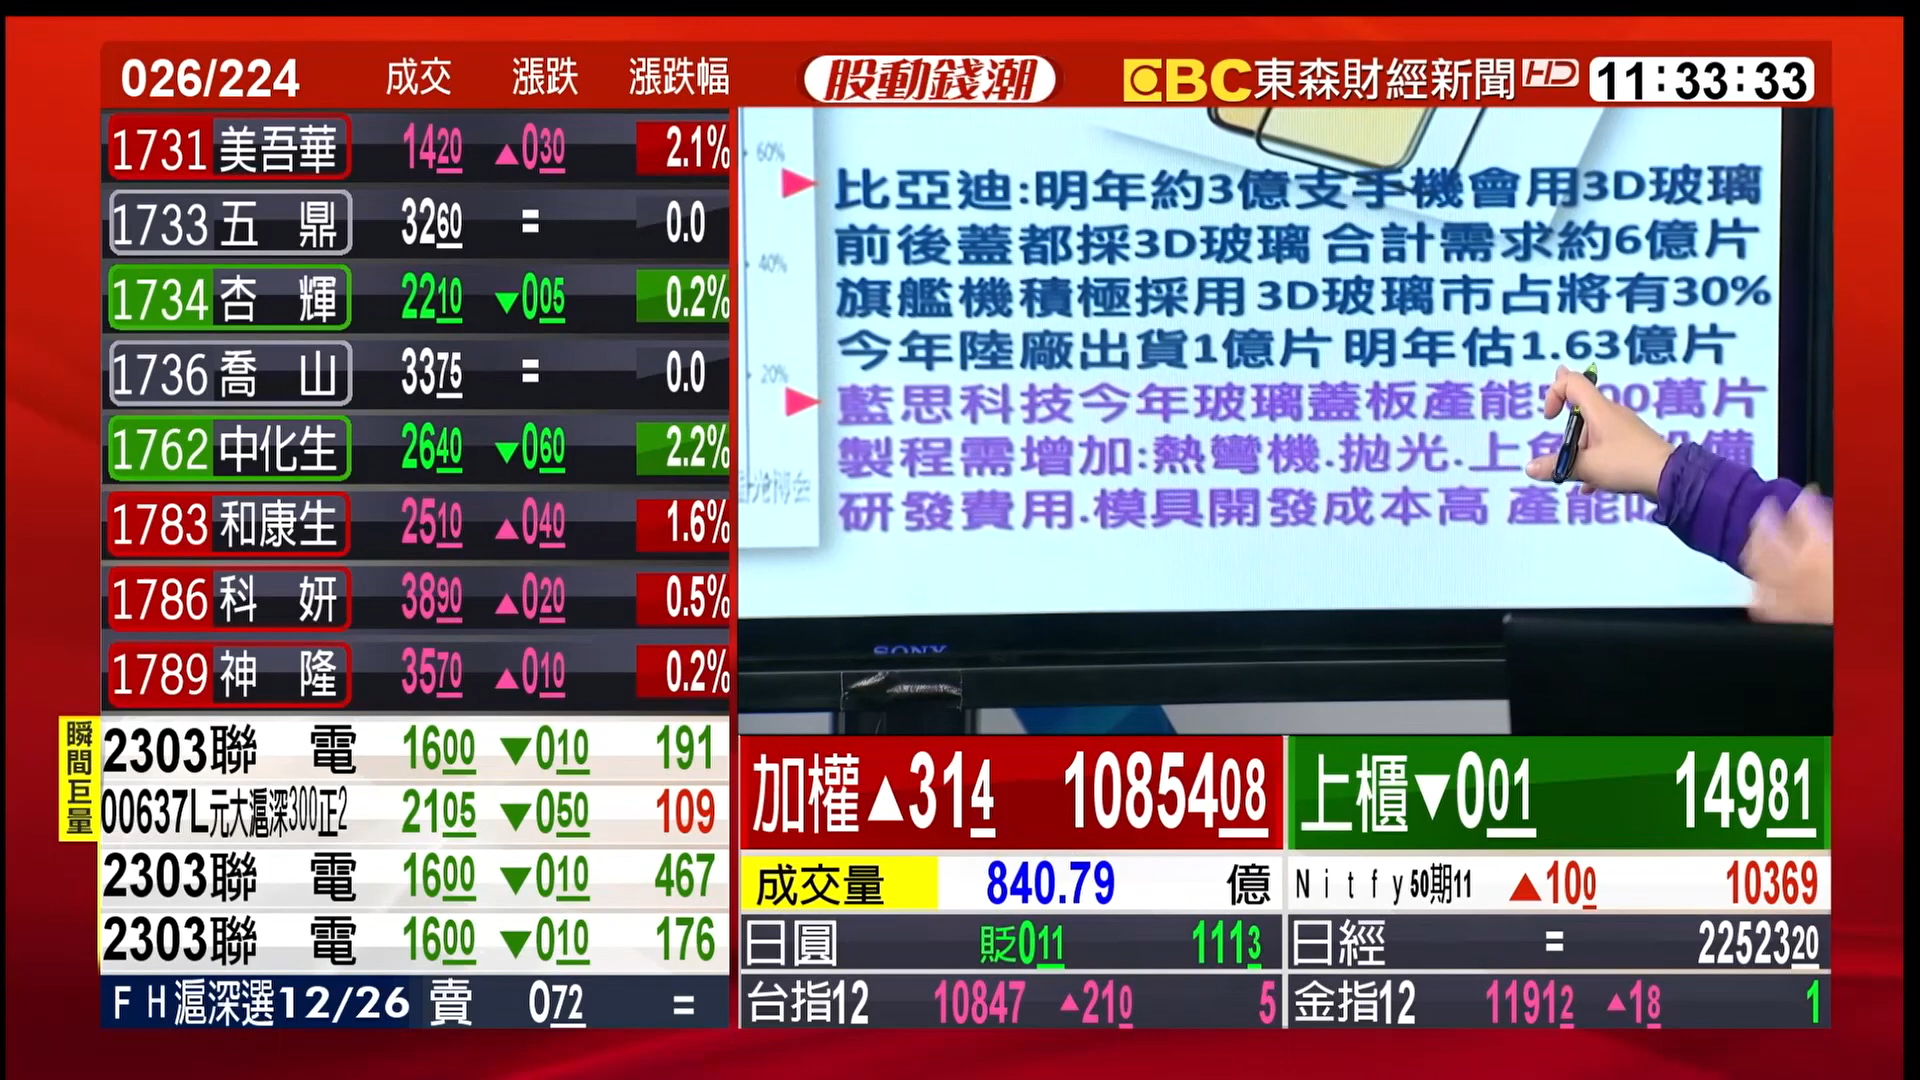 026/224 成交 漲跌 漲跌幅
股動錢潮
EBC東森財經新聞HD
11:33:33
1731 美吾華 1420 ▲030 2.1%
1733 五鼎 3260 = 0.0
1734 杏輝 2210 ▼005 0.2%
1736 喬山 3375 = 0.0
1762 中化生 2640 ▼060 2.2%
1783 和康生 2510 ▲040 1.6%
1786 科妍 3890 ▲020 0.5%
1789 神隆 3570 ▲010 0.2%
瞬間巨量
2303聯電 1600 ▼010 191
00637L元大滬深300正2 2105 ▼050 109
2303聯電 1600 ▼010 467
2303聯電 1600 ▼010 176
FH滬深選12/26 賣 072 =
60%
40%
20%
比亞迪:明年約3億支手機會用3D玻璃
前後蓋都採3D玻璃 合計需求約6億片
旗艦機積極採用3D玻璃市占將有30%
今年陸廠出貨1億片 明年估1.63億片
藍思科技今年玻璃蓋板產能 00萬片
製程需增加:熱彎機.拋光.上 備
研發費用.模具開發成本高 產能
SONY
加權▲314 1085408
上櫃▼001 14981
成交量 840.79 億
Nitfy50期11 ▲100 10369
日圓 貶011 1113
日經 = 2252320
台指12 10847 ▲210 5
金指12 11912 ▲18 1